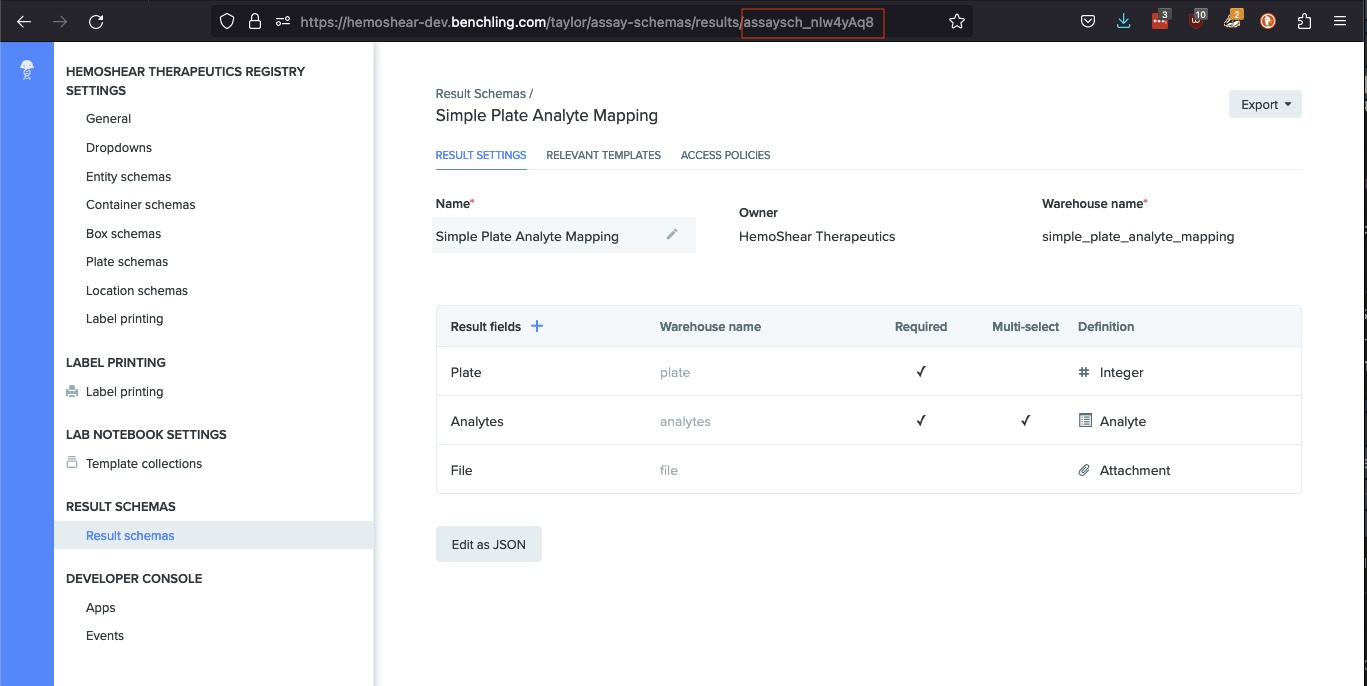 https://hemoshear-dev.benchling.com/taylor/assay-schemas/results/assaysch_nlw4yAq8
3
10
2
HEMOSHEAR THERAPEUTICS REGISTRY
SETTINGS
General
Dropdowns
Entity schemas
Container schemas
Box schemas
Plate schemas
Location schemas
Label printing
LABEL PRINTING
Label printing
LAB NOTEBOOK SETTINGS
Template collections
RESULT SCHEMAS
Result schemas
DEVELOPER CONSOLE
Apps
Events
Result Schemas /
Simple Plate Analyte Mapping
Export
RESULT SETTINGS RELEVANT TEMPLATES ACCESS POLICIES
Name* Owner Warehouse name*
Simple Plate Analyte Mapping HemoShear Therapeutics simple_plate_analyte_mapping
Result fields + Warehouse name Required Multi-select Definition
Plate plate ✓ # Integer
Analytes analytes ✓ ✓ Analyte
File file Attachment
Edit as JSON